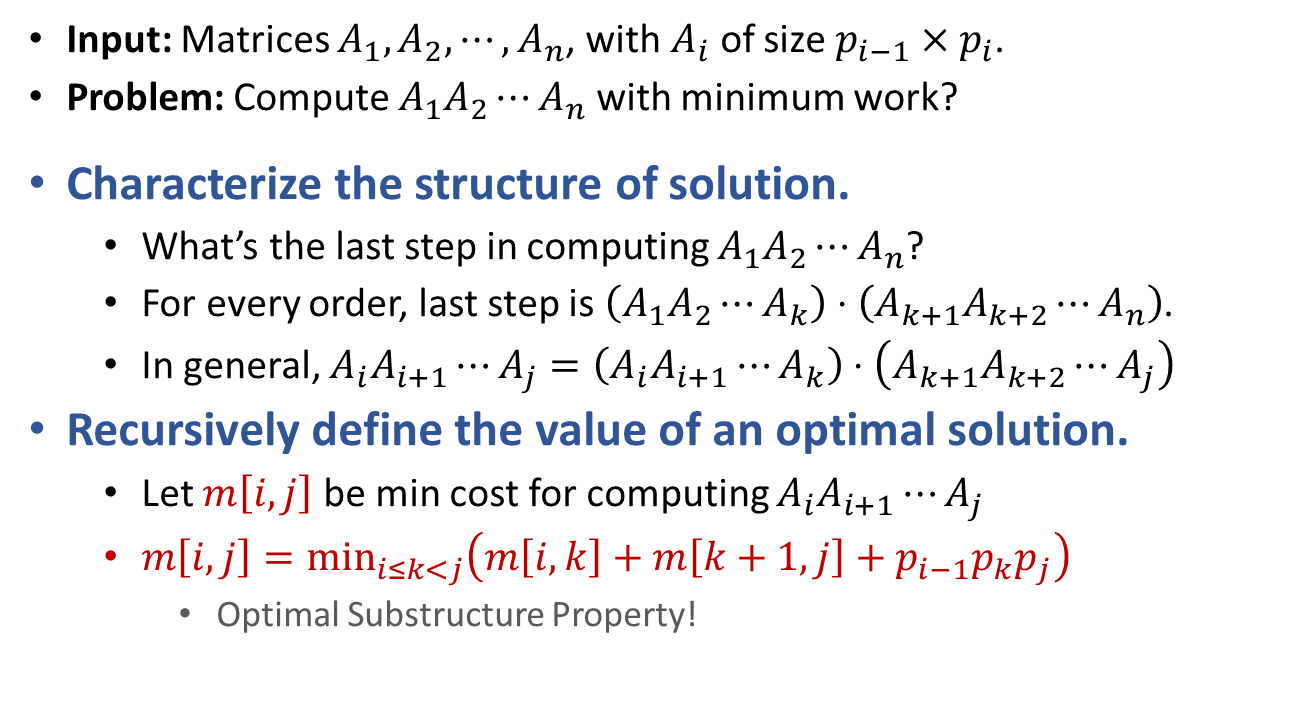 • Input: Matrices A₁, A₂, ⋯ , Aₙ, with Aᵢ of size pᵢ₋₁ × pᵢ.
• Problem: Compute A₁A₂ ⋯ Aₙ with minimum work?
• Characterize the structure of solution.
• What’s the last step in computing A₁A₂ ⋯ Aₙ?
• For every order, last step is (A₁A₂ ⋯ Aₖ) · (Aₖ₊₁Aₖ₊₂ ⋯ Aₙ).
• In general, AᵢAᵢ₊₁ ⋯ Aⱼ = (AᵢAᵢ₊₁ ⋯ Aₖ) · (Aₖ₊₁Aₖ₊₂ ⋯ Aⱼ)
• Recursively define the value of an optimal solution.
• Let m[i, j] be min cost for computing AᵢAᵢ₊₁ ⋯ Aⱼ
• m[i, j] = min_{i≤k<j}(m[i, k] + m[k + 1, j] + pᵢ₋₁pₖpⱼ)
• Optimal Substructure Property!